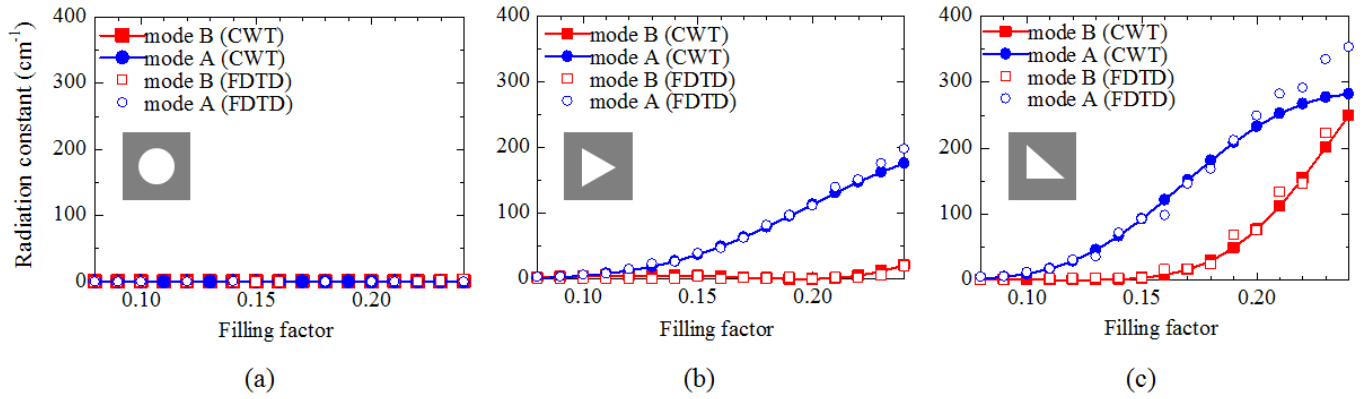 400
300
200
100
0
Radiation constant (cm⁻¹)
mode B (CWT)
mode A (CWT)
mode B (FDTD)
mode A (FDTD)
0.10 0.15 0.20
Filling factor
(a)
400
300
200
100
0
mode B (CWT)
mode A (CWT)
mode B (FDTD)
mode A (FDTD)
0.10 0.15 0.20
Filling factor
(b)
400
300
200
100
0
mode B (CWT)
mode A (CWT)
mode B (FDTD)
mode A (FDTD)
0.10 0.15 0.20
Filling factor
(c)